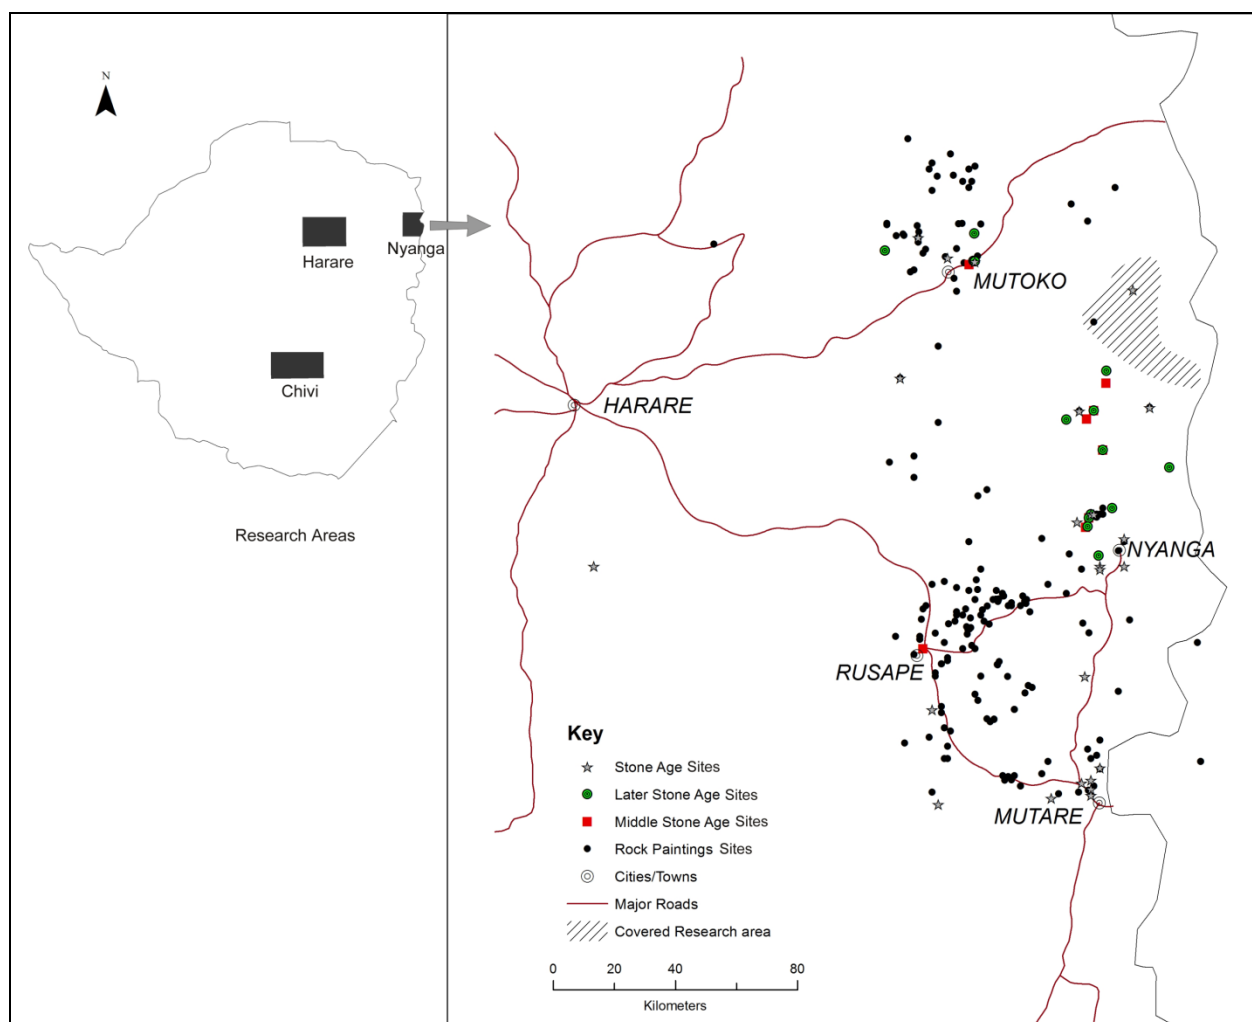 N
Harare
Nyanga
Chivi
Research Areas
MUTOKO
HARARE
NYANGA
RUSAPE
MUTARE
Key
Stone Age Sites
Later Stone Age Sites
Middle Stone Age Sites
Rock Paintings Sites
Cities/Towns
Major Roads
Covered Research area
0 20 40 80
Kilometers